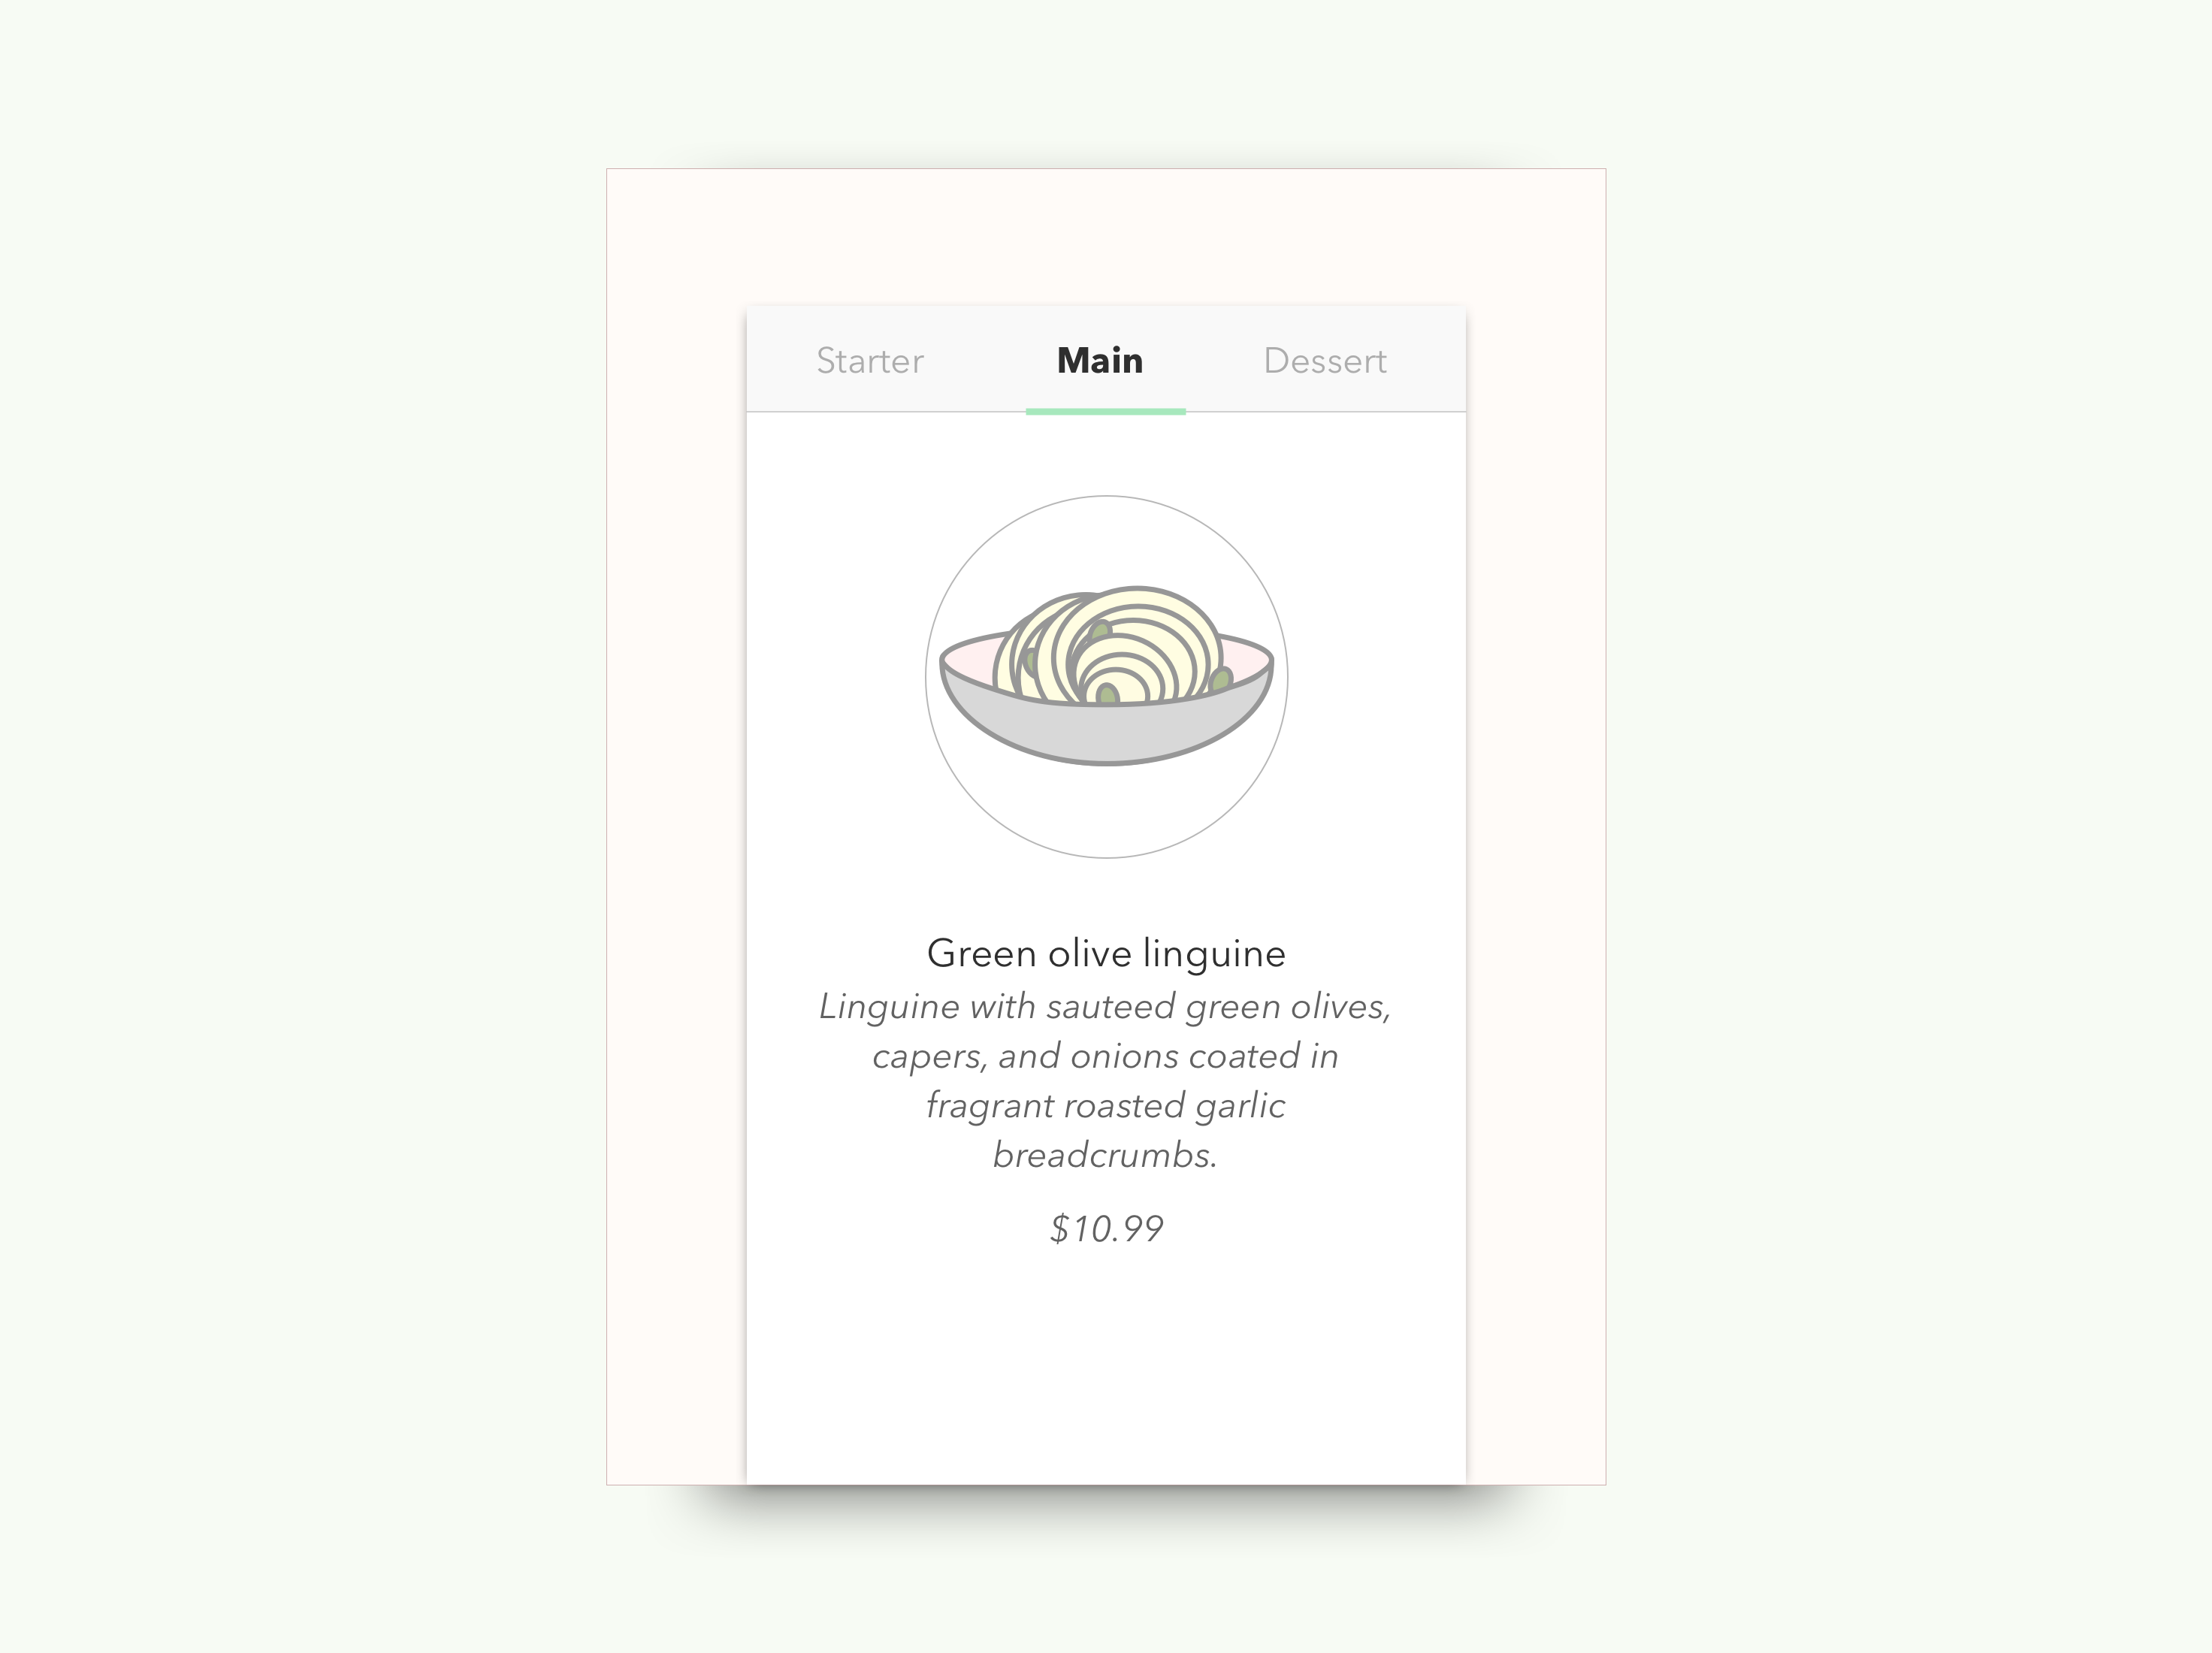 Starter Main Dessert
Green olive linguine
Linguine with sauteed green olives,
capers, and onions coated in
fragrant roasted garlic
breadcrumbs.
$10.99